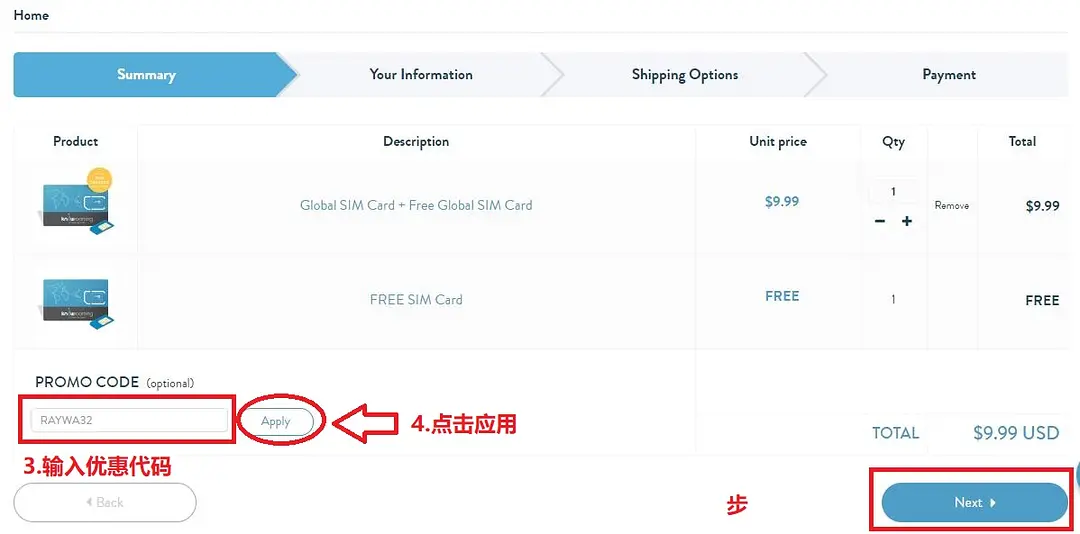 Home
Summary
Your Information
Shipping Options
Payment
Product
Description
Unit price
Qty
Total
Global SIM Card + Free Global SIM Card
$9.99
1
Remove
$9.99
FREE SIM Card
FREE
1
FREE
PROMO CODE (optional)
RAYWA32
Apply
4.点击应用
TOTAL
$9.99 USD
3.输入优惠代码
Back
步
Next